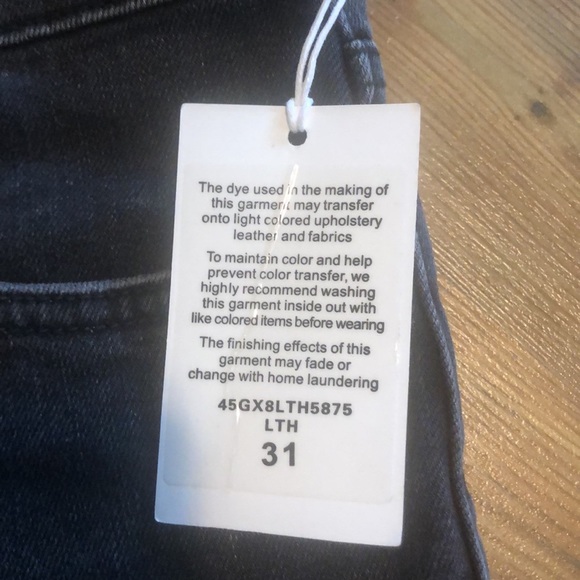 The dye used in the making of
this garment may transfer
onto light colored upholstery
leather and fabrics
To maintain color and help
prevent color transfer, we
highly recommend washing
this garment inside out with
like colored items before wearing
The finishing effects of this
garment may fade or
change with home laundering
45GX8LTH5875
LTH
31